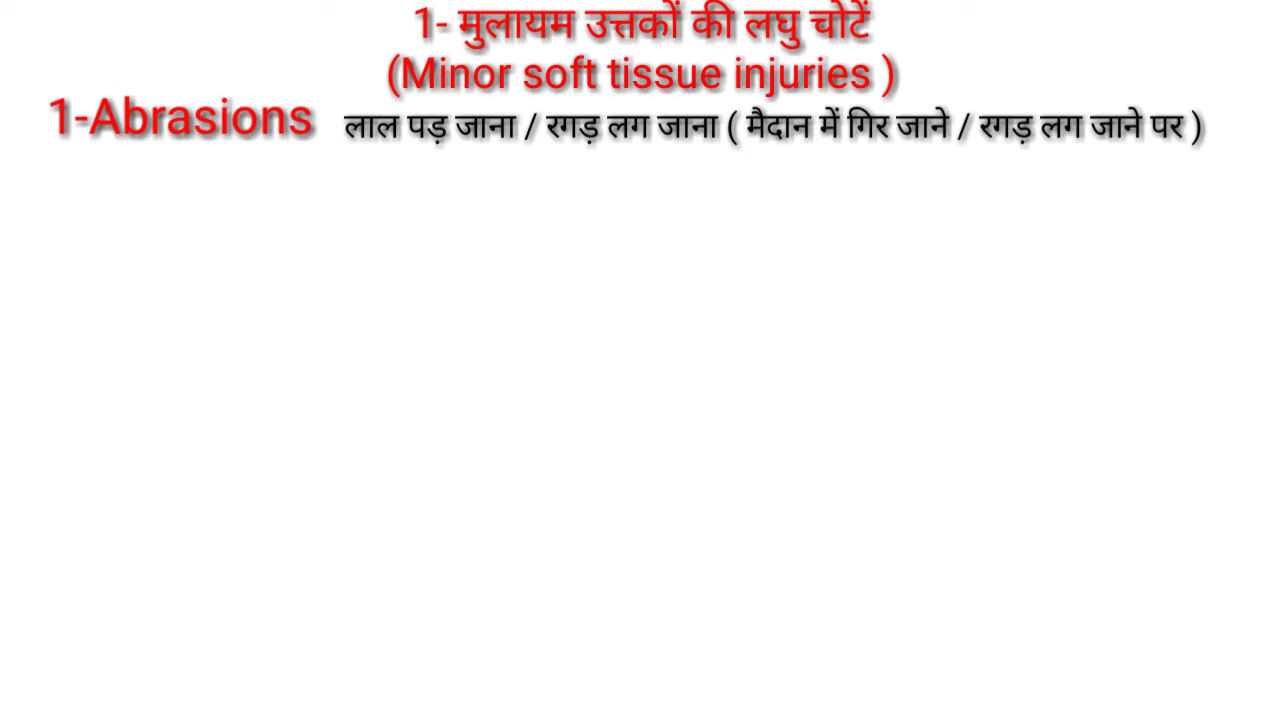 1- मुलायम उत्तकों की लघु चोटें
(Minor soft tissue injuries )
1-Abrasions लाल पड़ जाना / रगड़ लग जाना ( मैदान में गिर जाने / रगड़ लग जाने पर )